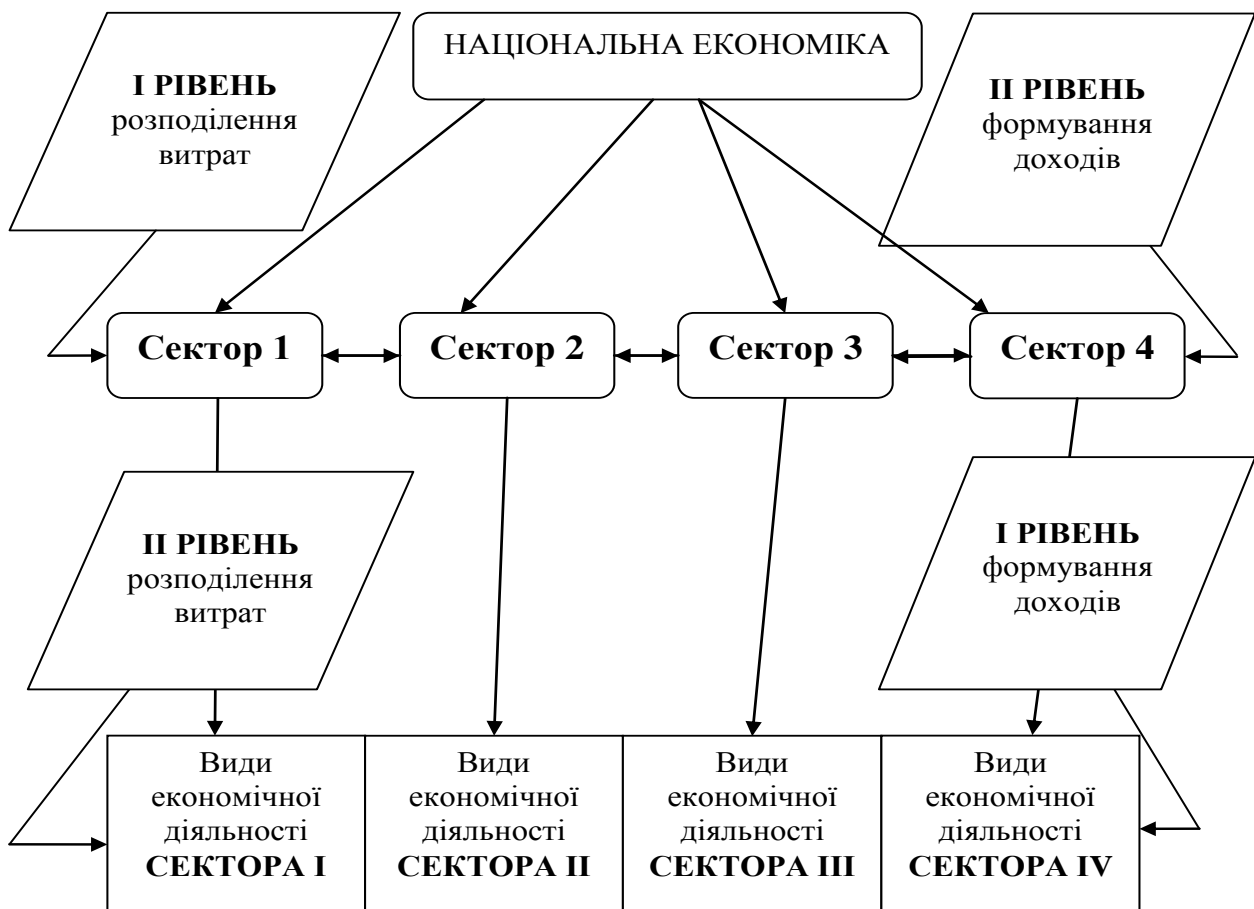 НАЦІОНАЛЬНА ЕКОНОМІКА
І РІВЕНЬ
розподілення
витрат
ІІ РІВЕНЬ
формування
доходів
Сектор 1
Сектор 2
Сектор 3
Сектор 4
ІІ РІВЕНЬ
розподілення
витрат
І РІВЕНЬ
формування
доходів
Види
економічної
діяльності
СЕКТОРА І
Види
економічної
діяльності
СЕКТОРА ІІ
Види
економічної
діяльності
СЕКТОРА ІІІ
Види
економічної
діяльності
СЕКТОРА IV